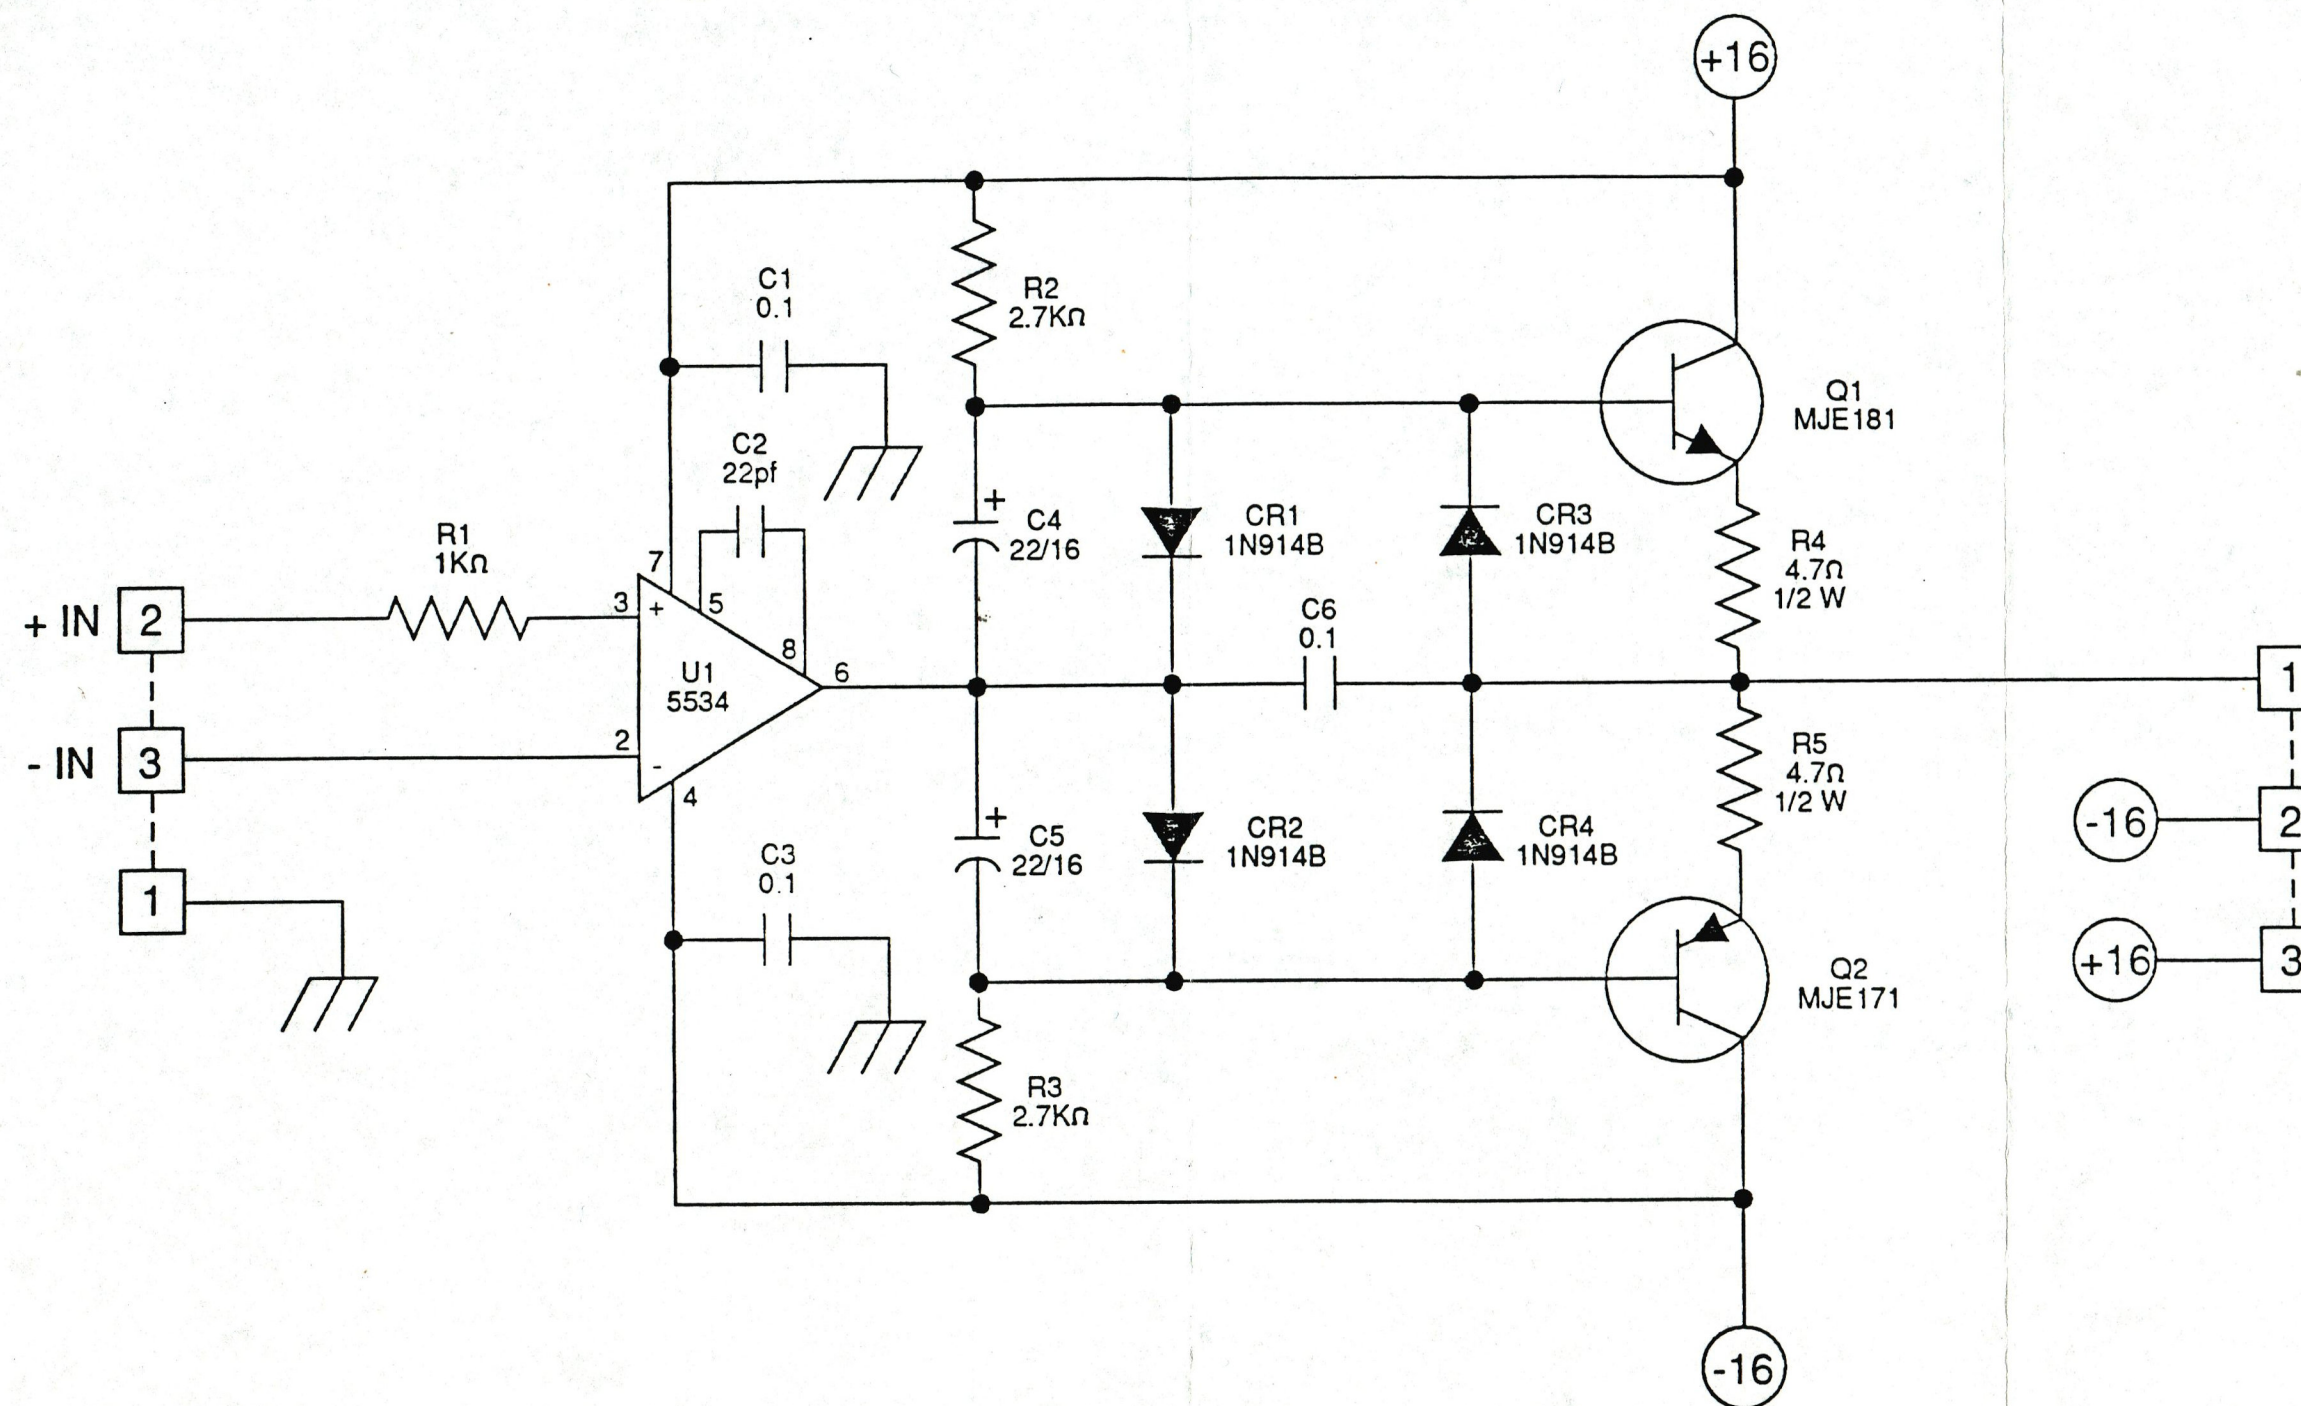 +16
C1
0.1
R2
2.7KΩ
Q1
MJE181
C2
22pf
+
C4
22/16
CR1
1N914B
CR3
1N914B
R4
4.7Ω
1/2 W
R1
1KΩ
7
5
8
+ IN
2
3
+
U1
5534
6
C6
0.1
1
- IN
3
2
-
4
R5
4.7Ω
1/2 W
-16
2
+
C5
22/16
CR2
1N914B
CR4
1N914B
C3
0.1
1
+16
3
Q2
MJE171
R3
2.7KΩ
-16